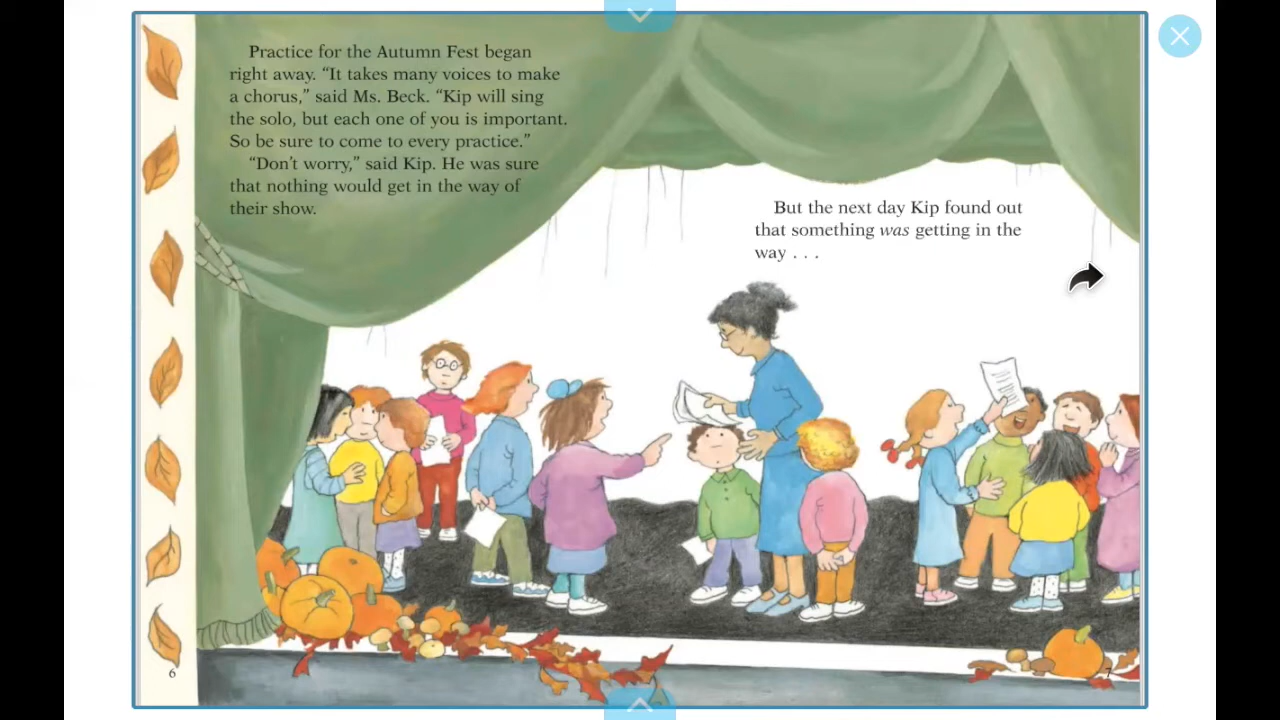 Practice for the Autumn Fest began
right away. “It takes many voices to make
a chorus,” said Ms. Beck. “Kip will sing
the solo, but each one of you is important.
So be sure to come to every practice.”
“Don’t worry,” said Kip. He was sure
that nothing would get in the way of
their show.
But the next day Kip found out
that something was getting in the
way . . .
6
7